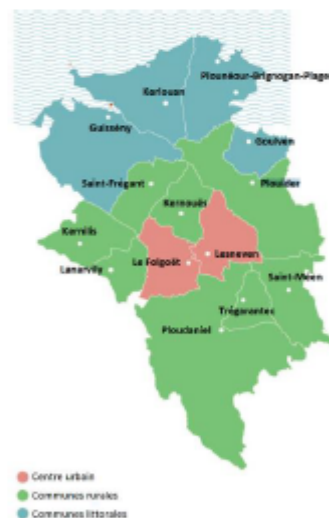 Plounéour-Brignogan-Plage
Kerlouan
Guissény
Goulven
Saint-Frégant
Plouider
Kernouës
Kernilis
Le Folgoët
Lesneven
Lanarvily
Saint-Méen
Trégarantec
Ploudaniel
Centre urbain
Communes rurales
Communes littorales